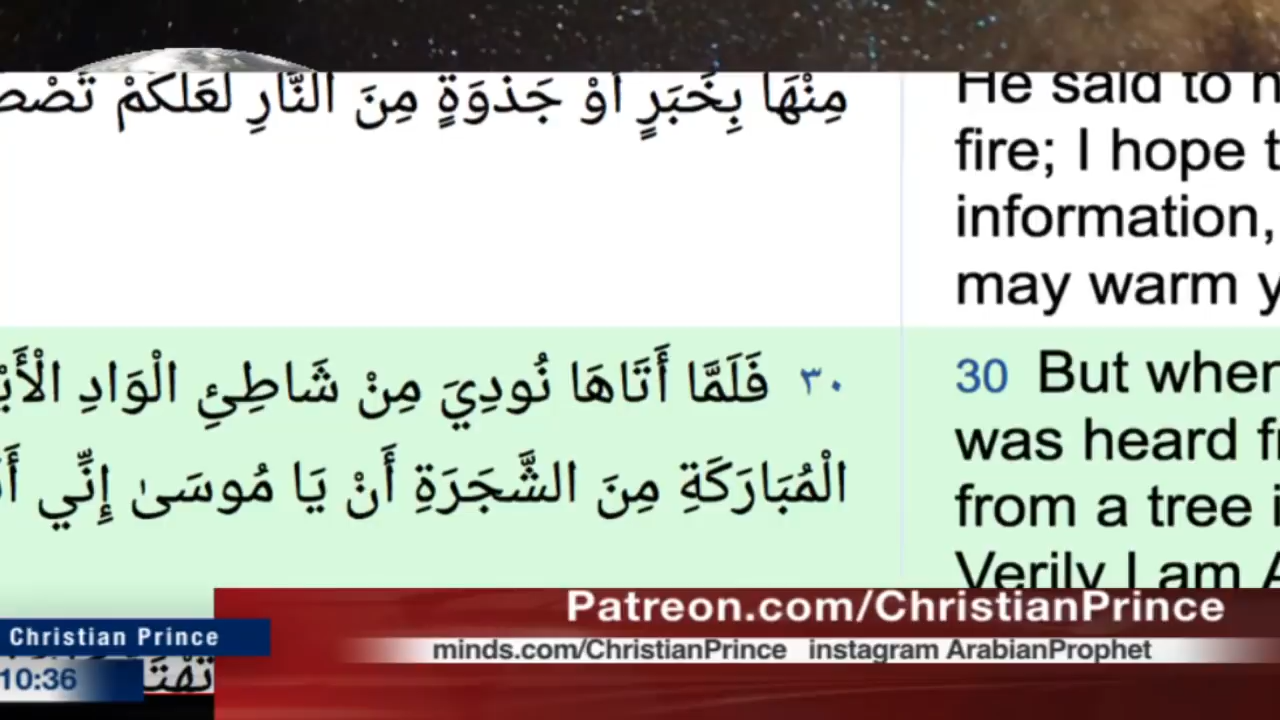 مِنْهَا بِخَبَرٍ أَوْ جَذْوَةٍ مِنَ النَّارِ لَعَلَّكُمْ
فَلَمَّا أَتَاهَا نُودِيَ مِنْ شَاطِئِ الْوَادِ ٣٠
الْمُبَارَكَةِ مِنَ الشَّجَرَةِ أَنْ يَا مُوسَىٰ إِنِّي
He said to
fire; I hope
information,
may warm
30 But when
was heard
from a tree
Verily I am
Patreon.com/ChristianPrince
Christian Prince
minds.com/ChristianPrince instagram ArabianProphet
10:36